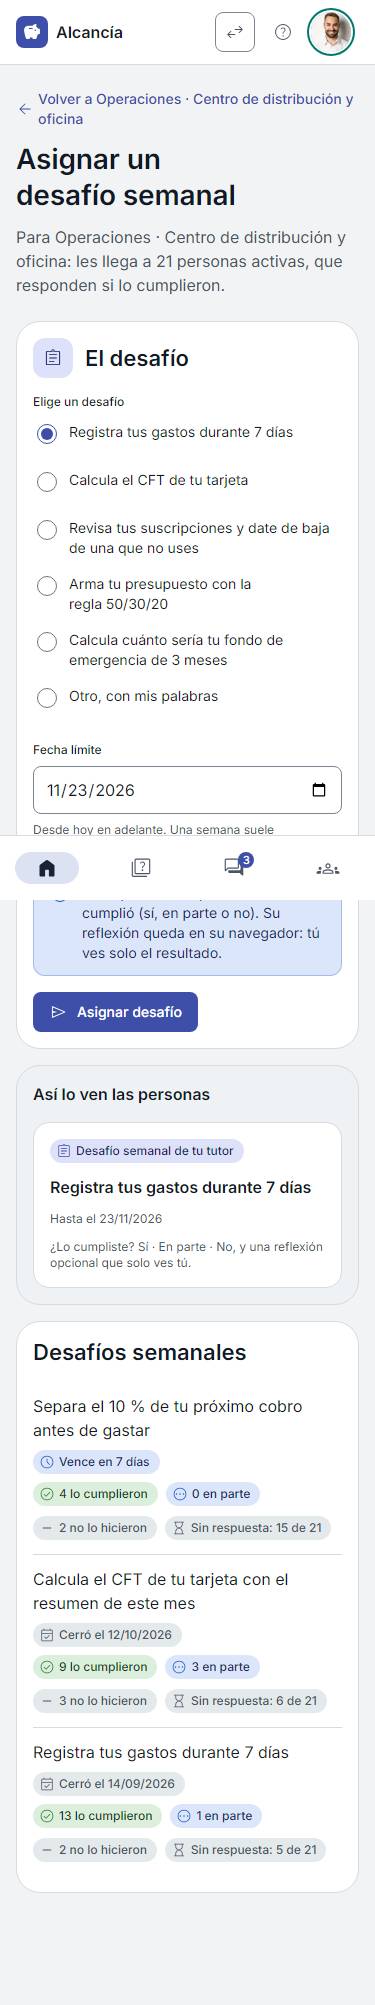 Alcancía
Volver a Operaciones · Centro de distribución y
oficina
Asignar un
desafío semanal
Para Operaciones · Centro de distribución y
oficina: les llega a 21 personas activas, que
responden si lo cumplieron.
El desafío
Elige un desafío
Registra tus gastos durante 7 días
Calcula el CFT de tu tarjeta
Revisa tus suscripciones y date de baja
de una que no uses
Arma tu presupuesto con la
regla 50/30/20
Calcula cuánto sería tu fondo de
emergencia de 3 meses
Otro, con mis palabras
Fecha límite
11/23/2026
Desde hoy en adelante. Una semana suele
3
cumplió (sí, en parte o no). Su
reflexión queda en su navegador: tú
ves solo el resultado.
Asignar desafío
Así lo ven las personas
Desafío semanal de tu tutor
Registra tus gastos durante 7 días
Hasta el 23/11/2026
¿Lo cumpliste? Sí · En parte · No, y una reflexión
opcional que solo ves tú.
Desafíos semanales
Separa el 10 % de tu próximo cobro
antes de gastar
Vence en 7 días
4 lo cumplieron
0 en parte
2 no lo hicieron
Sin respuesta: 15 de 21
Calcula el CFT de tu tarjeta con el
resumen de este mes
Cerró el 12/10/2026
9 lo cumplieron
3 en parte
3 no lo hicieron
Sin respuesta: 6 de 21
Registra tus gastos durante 7 días
Cerró el 14/09/2026
13 lo cumplieron
1 en parte
2 no lo hicieron
Sin respuesta: 5 de 21